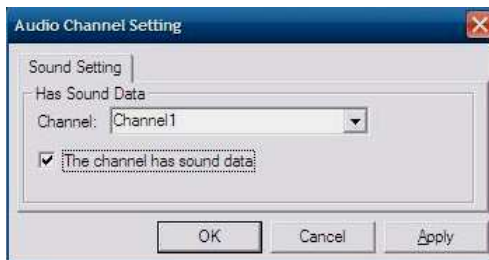 Audio Channel Setting
Sound Setting
Has Sound Data
Channel: Channel1
The channel has sound data
OK Cancel Apply